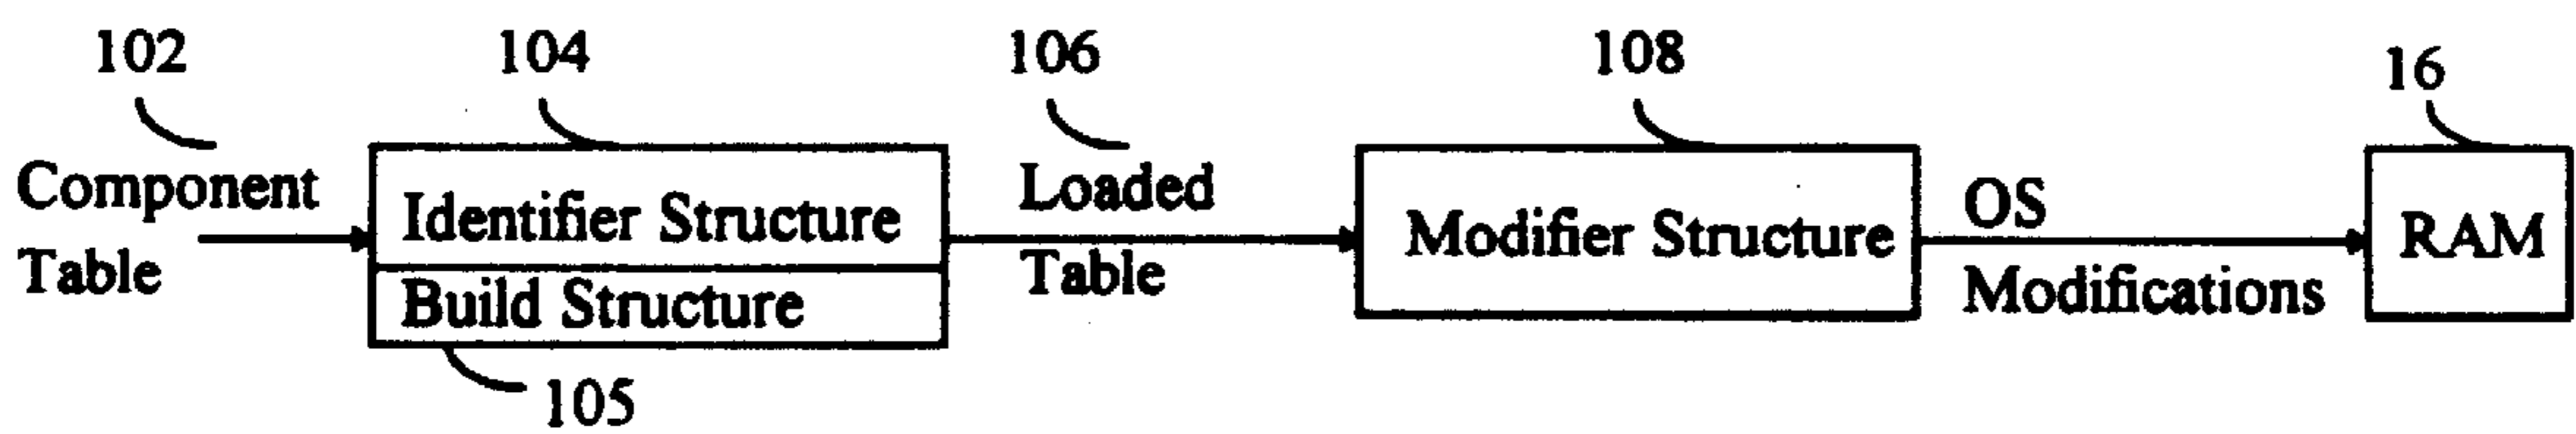 102
104
106
108
16
Component
Table
Identifier Structure
Build Structure
105
Loaded
Table
Modifier Structure
OS
Modifications
RAM